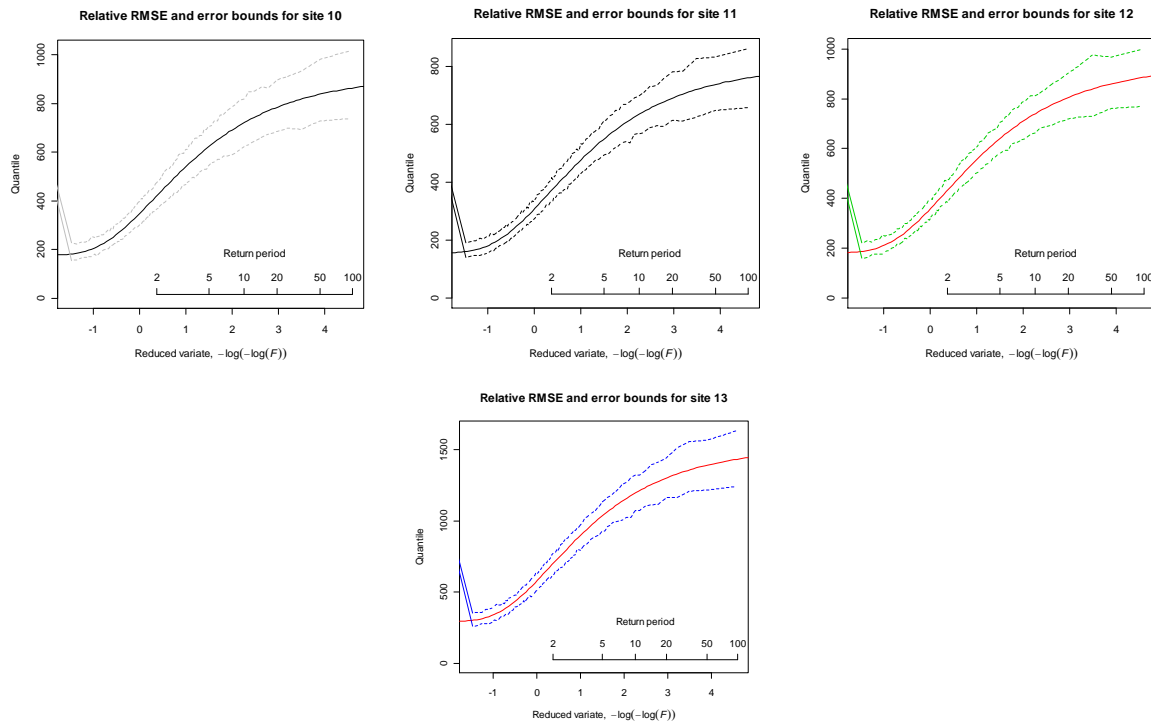 Relative RMSE and error bounds for site 10
Quantile
0 200 400 600 800 1000
Return period
2 5 10 20 50 100
-1 0 1 2 3 4
Reduced variate, −log(−log(F))
Relative RMSE and error bounds for site 11
Quantile
0 200 400 600 800
Return period
2 5 10 20 50 100
-1 0 1 2 3 4
Reduced variate, −log(−log(F))
Relative RMSE and error bounds for site 12
Quantile
0 200 400 600 800 1000
Return period
2 5 10 20 50 100
-1 0 1 2 3 4
Reduced variate, −log(−log(F))
Relative RMSE and error bounds for site 13
Quantile
0 500 1000 1500
Return period
2 5 10 20 50 100
-1 0 1 2 3 4
Reduced variate, −log(−log(F))